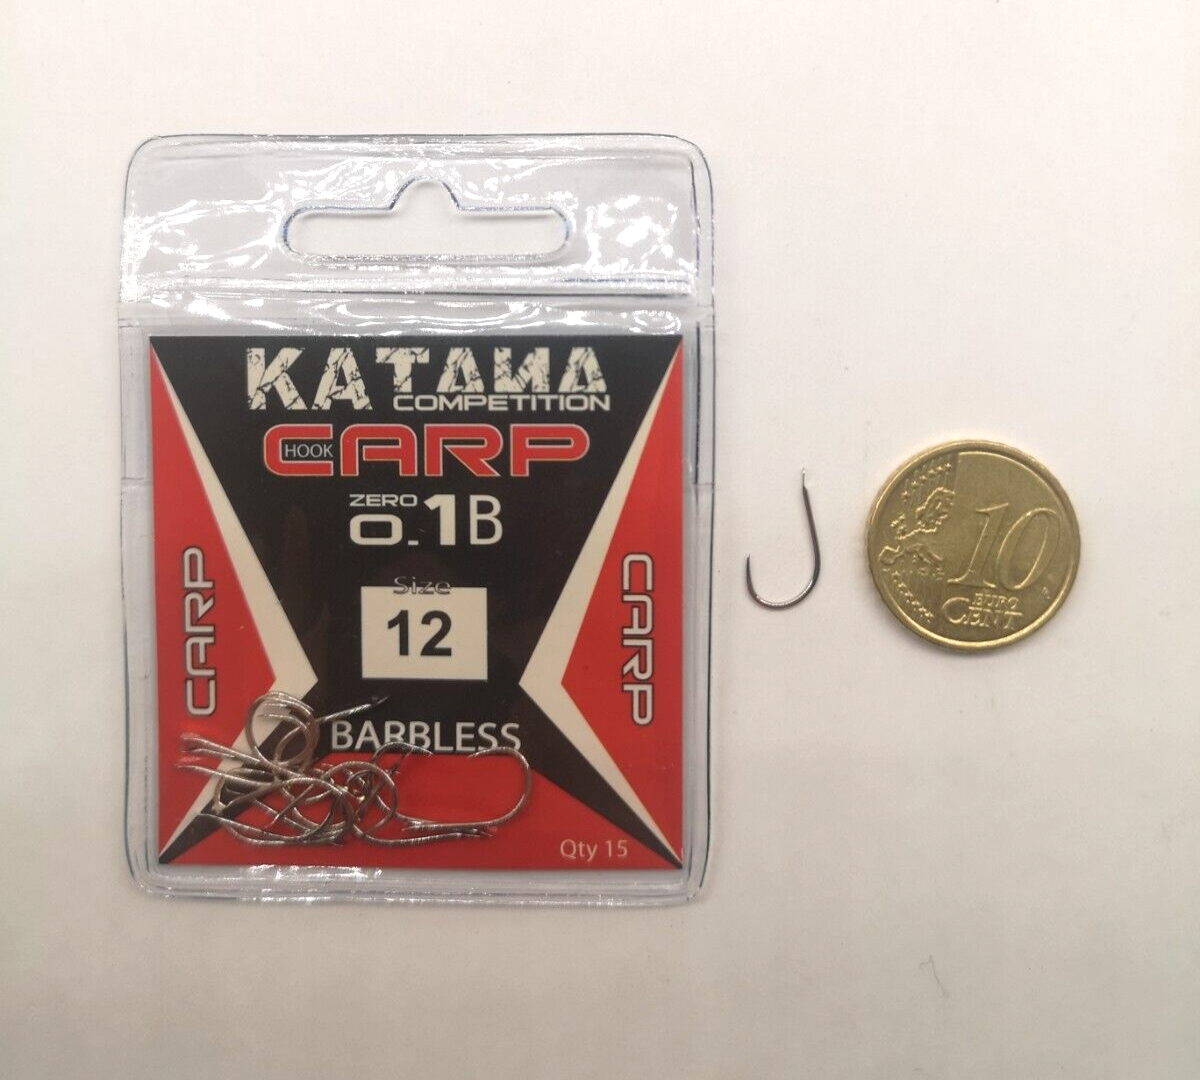 KATANA
COMPETITION
HOOK CARP
ZERO
0.1B
Size
12
CARP
CARP
BARBLESS
Qty 15
10
EURO
CENT